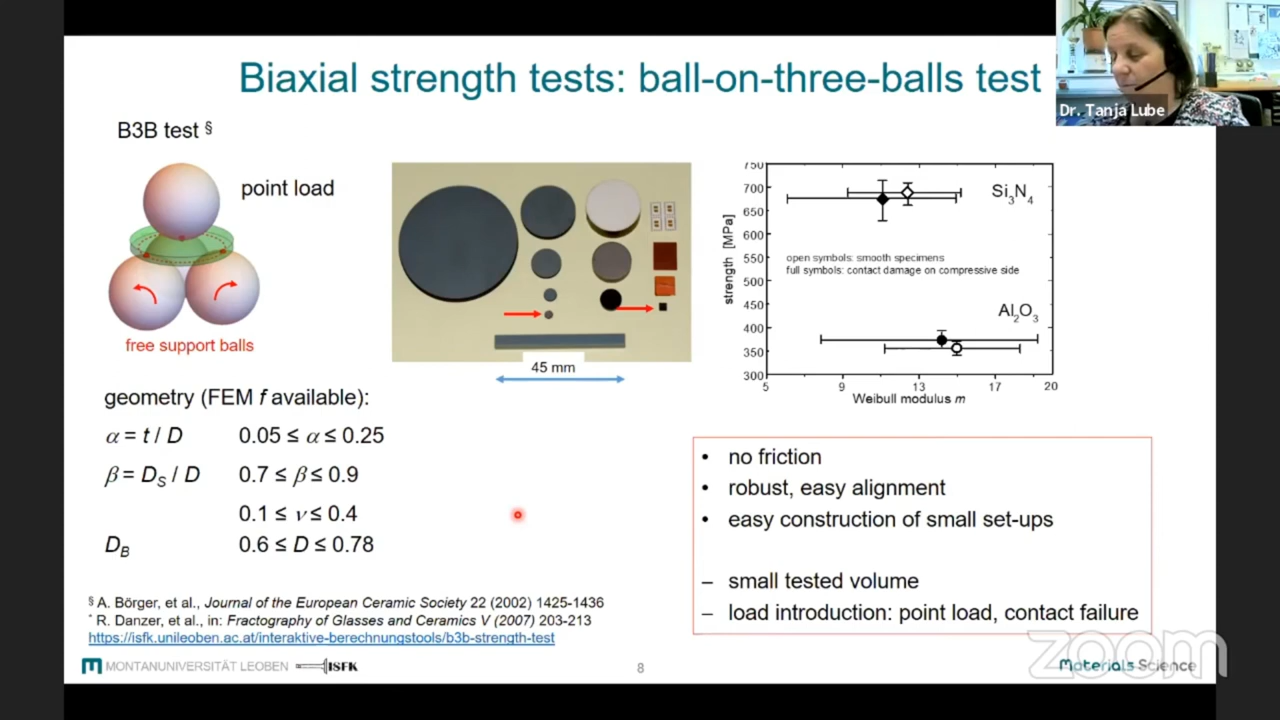 Biaxial strength tests: ball-on-three-balls test
Dr. Tanja Lube
B3B test §
point load
free support balls
45 mm
750
700
650
600
550
500
450
400
350
300
strength [MPa]
Si3N4
open symbols: smooth specimens
full symbols: contact damage on compressive side
Al2O3
5 9 13 17 20
Weibull modulus m
geometry (FEM f available):
α = t / D 0.05 ≤ α ≤ 0.25
β = DS / D 0.7 ≤ β ≤ 0.9
0.1 ≤ ν ≤ 0.4
DB 0.6 ≤ D ≤ 0.78
• no friction
• robust, easy alignment
• easy construction of small set-ups
– small tested volume
– load introduction: point load, contact failure
§ A. Börger, et al., Journal of the European Ceramic Society 22 (2002) 1425-1436
* R. Danzer, et al., in: Fractography of Glasses and Ceramics V (2007) 203-213
https://isfk.unileoben.ac.at/interaktive-berechnungstools/b3b-strength-test
MONTANUNIVERSITÄT LEOBEN ISFK
8
Materials Science
zoom